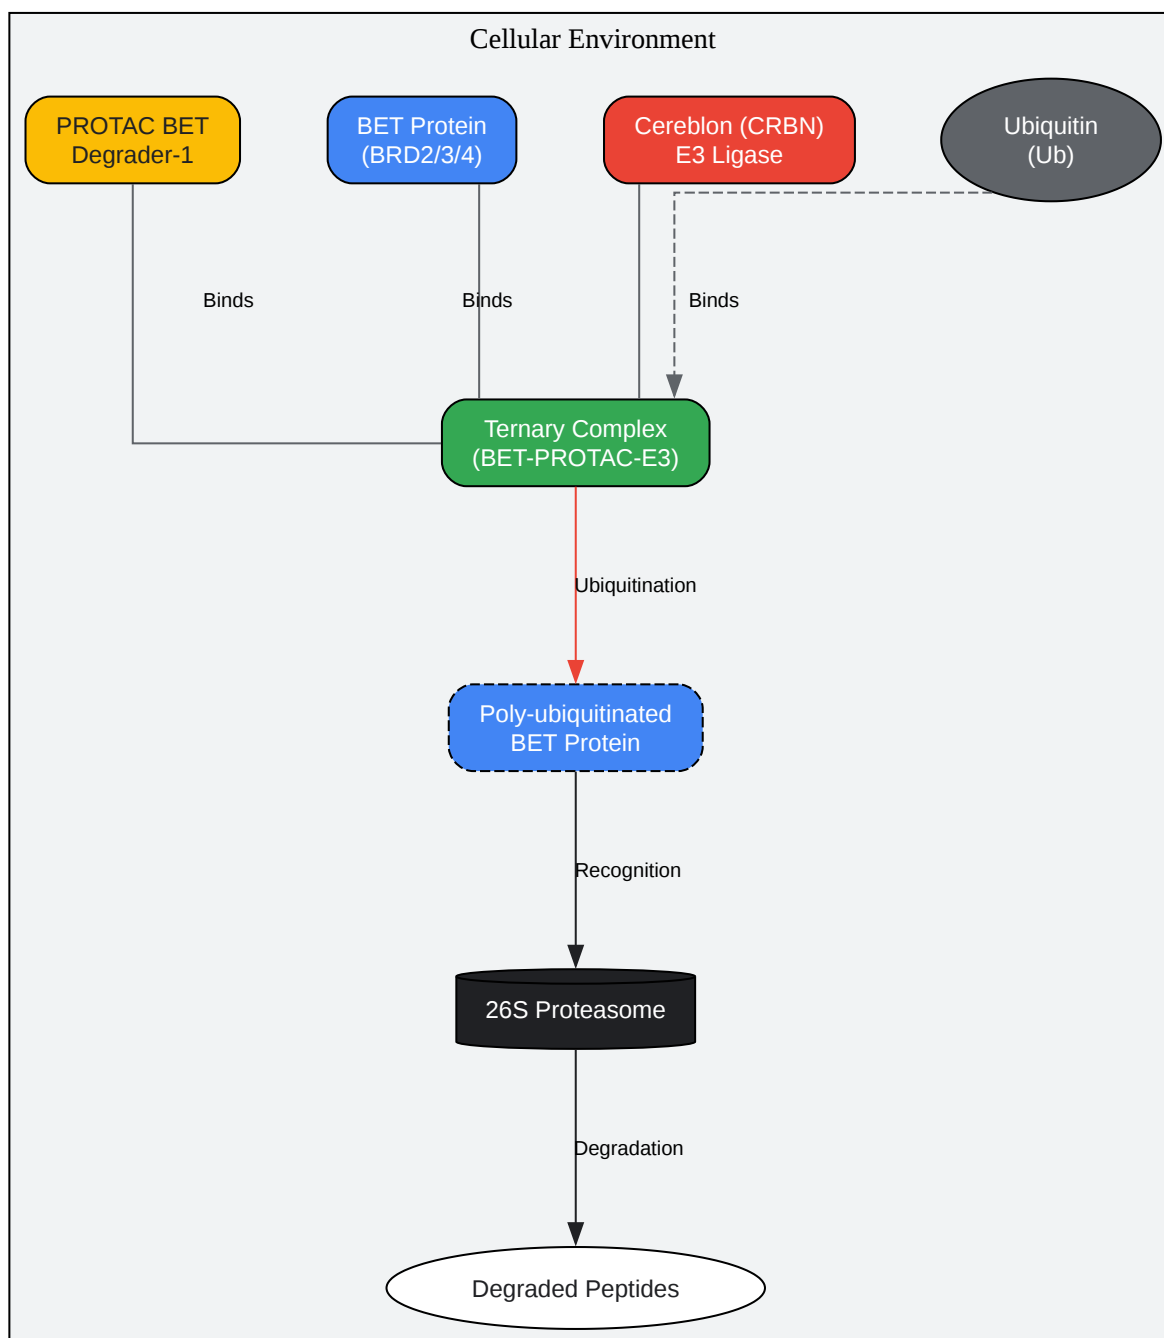 Cellular Environment
PROTAC BET
Degrader-1
BET Protein
(BRD2/3/4)
Cereblon (CRBN)
E3 Ligase
Ubiquitin
(Ub)
Binds
Binds
Binds
Ternary Complex
(BET-PROTAC-E3)
Ubiquitination
Poly-ubiquitinated
BET Protein
Recognition
26S Proteasome
Degradation
Degraded Peptides